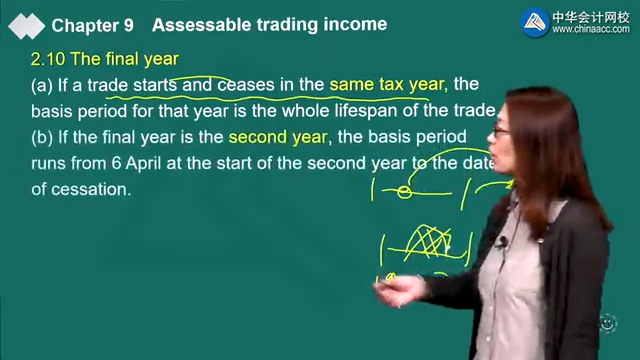 中华会计网校
www.chinaacc.com
Chapter 9 Assessable trading income
2.10 The final year
(a) If a trade starts and ceases in the same tax year, the
basis period for that year is the whole lifespan of the trade
(b) If the final year is the second year, the basis period
runs from 6 April at the start of the second year to the date
of cessation.